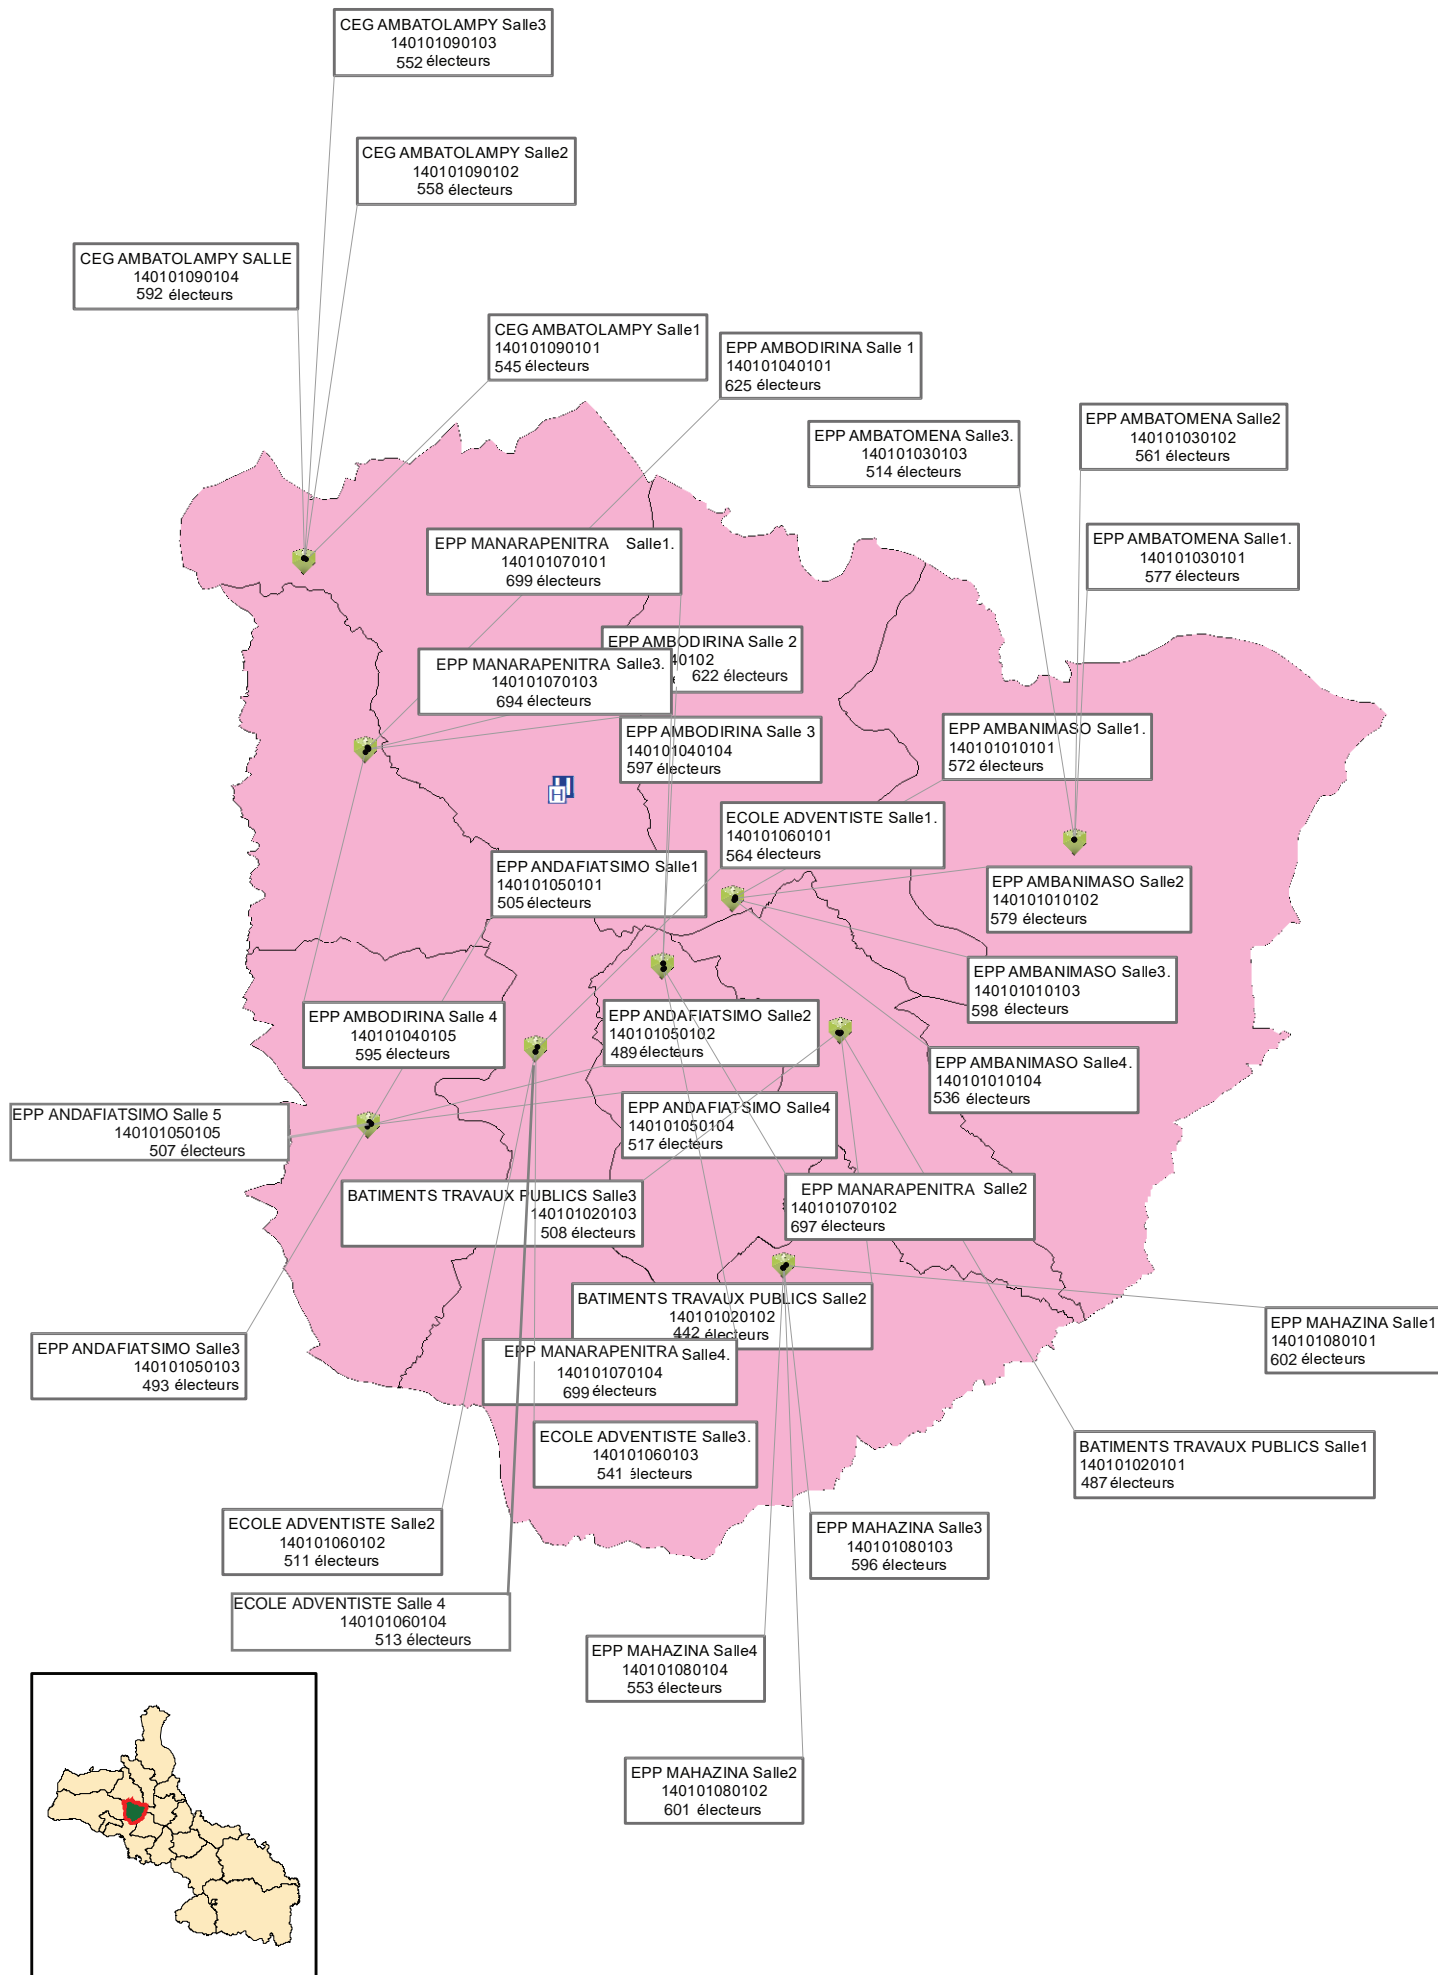 CEG AMBATOLAMPY Salle3
140101090103
552 électeurs
CEG AMBATOLAMPY Salle2
140101090102
558 électeurs
CEG AMBATOLAMPY SALLE
140101090104
592 électeurs
CEG AMBATOLAMPY Salle1
140101090101
545 électeurs
EPP AMBODIRINA Salle 1
140101040101
625 électeurs
EPP AMBATOMENA Salle3.
140101030103
514 électeurs
EPP AMBATOMENA Salle2
140101030102
561 électeurs
EPP AMBATOMENA Salle1.
140101030101
577 électeurs
EPP MANARAPENITRA Salle1.
140101070101
699 électeurs
EPP AMBODIRINA Salle 2
40102
622 électeurs
EPP MANARAPENITRA Salle3.
140101070103
694 électeurs
EPP AMBODIRINA Salle 3
140101040104
597 électeurs
EPP AMBANIMASO Salle1.
140101010101
572 électeurs
H
ECOLE ADVENTISTE Salle1.
140101060101
564 électeurs
EPP ANDAFIATSIMO Salle1
140101050101
505 électeurs
EPP AMBANIMASO Salle2
140101010102
579 électeurs
EPP AMBANIMASO Salle3.
140101010103
598 électeurs
EPP AMBODIRINA Salle 4
140101040105
595 électeurs
EPP ANDAFIATSIMO Salle2
140101050102
489 électeurs
EPP AMBANIMASO Salle4.
140101010104
536 électeurs
EPP ANDAFIATSIMO Salle 5
140101050105
507 électeurs
EPP ANDAFIATSIMO Salle4
140101050104
517 électeurs
BATIMENTS TRAVAUX PUBLICS Salle3
140101020103
508 électeurs
EPP MANARAPENITRA Salle2
140101070102
697 électeurs
BATIMENTS TRAVAUX PUBLICS Salle2
140101020102
442 électeurs
EPP MAHAZINA Salle1
140101080101
602 électeurs
EPP ANDAFIATSIMO Salle3
140101050103
493 électeurs
EPP MANARAPENITRA Salle4.
140101070104
699 électeurs
ECOLE ADVENTISTE Salle3.
140101060103
541 électeurs
BATIMENTS TRAVAUX PUBLICS Salle1
140101020101
487 électeurs
ECOLE ADVENTISTE Salle2
140101060102
511 électeurs
EPP MAHAZINA Salle3
140101080103
596 électeurs
ECOLE ADVENTISTE Salle 4
140101060104
513 électeurs
EPP MAHAZINA Salle4
140101080104
553 électeurs
EPP MAHAZINA Salle2
140101080102
601 électeurs